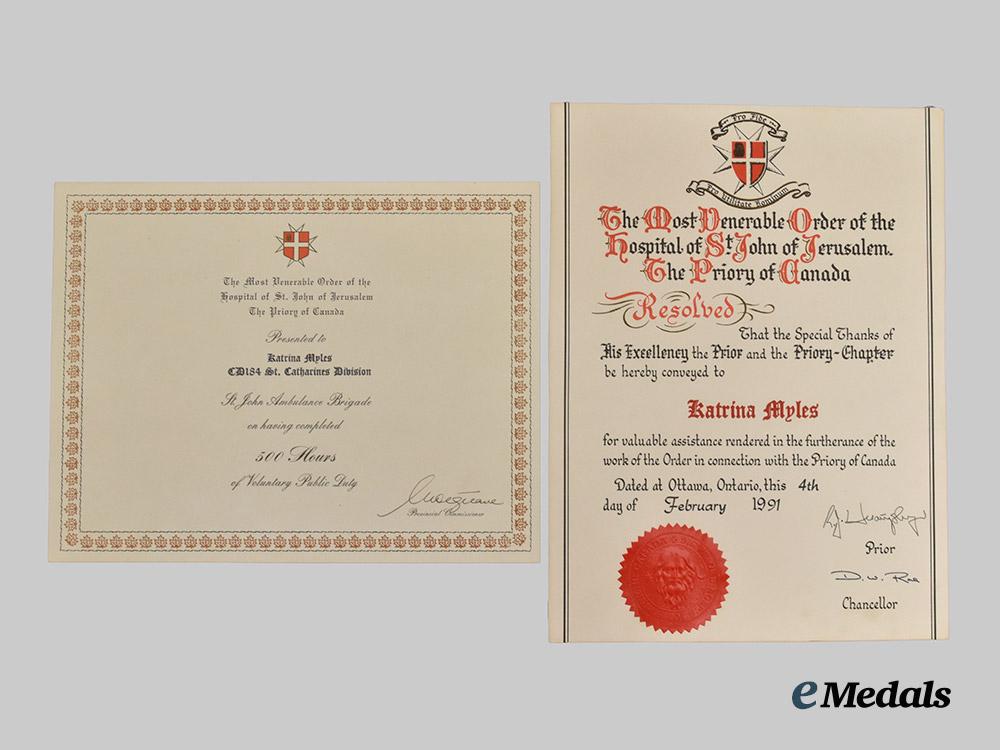 The Most Venerable Order of the
Hospital of St. John of Jerusalem
The Priory of Canada
Presented to
Katrina Myles
CD184 St. Catharines Division
St. John Ambulance Brigade
on having completed
500 Hours
of Voluntary Public Duty
Provincial Commissioner
Pro Fide
Pro Utilitate Hominum
The Most Venerable Order of the
Hospital of St John of Jerusalem.
The Priory of Canada
Resolved
That the Special Thanks of
His Excellency the Prior and the Priory-Chapter
be hereby conveyed to
Katrina Myles
for valuable assistance rendered in the furtherance of the
work of the Order in connection with the Priory of Canada
Dated at Ottawa, Ontario, this 4th
day of February 1991
Prior
D. W. Rae
Chancellor
eMedals